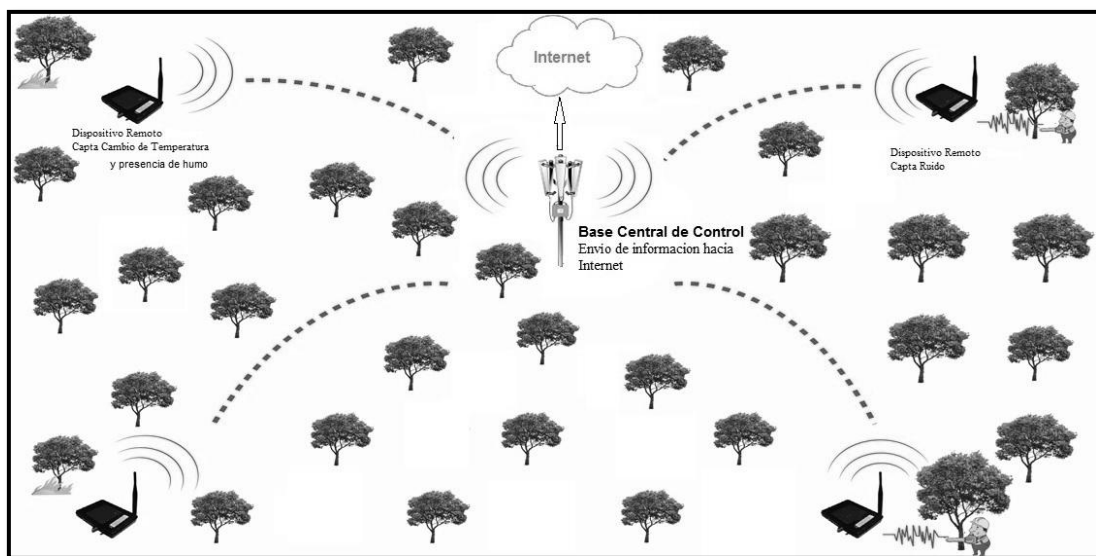 Internet
Dispositivo Remoto
Capta Cambio de Temperatura
y presencia de humo
Dispositivo Remoto
Capta Ruido
Base Central de Control
Envio de informacion hacia
Internet